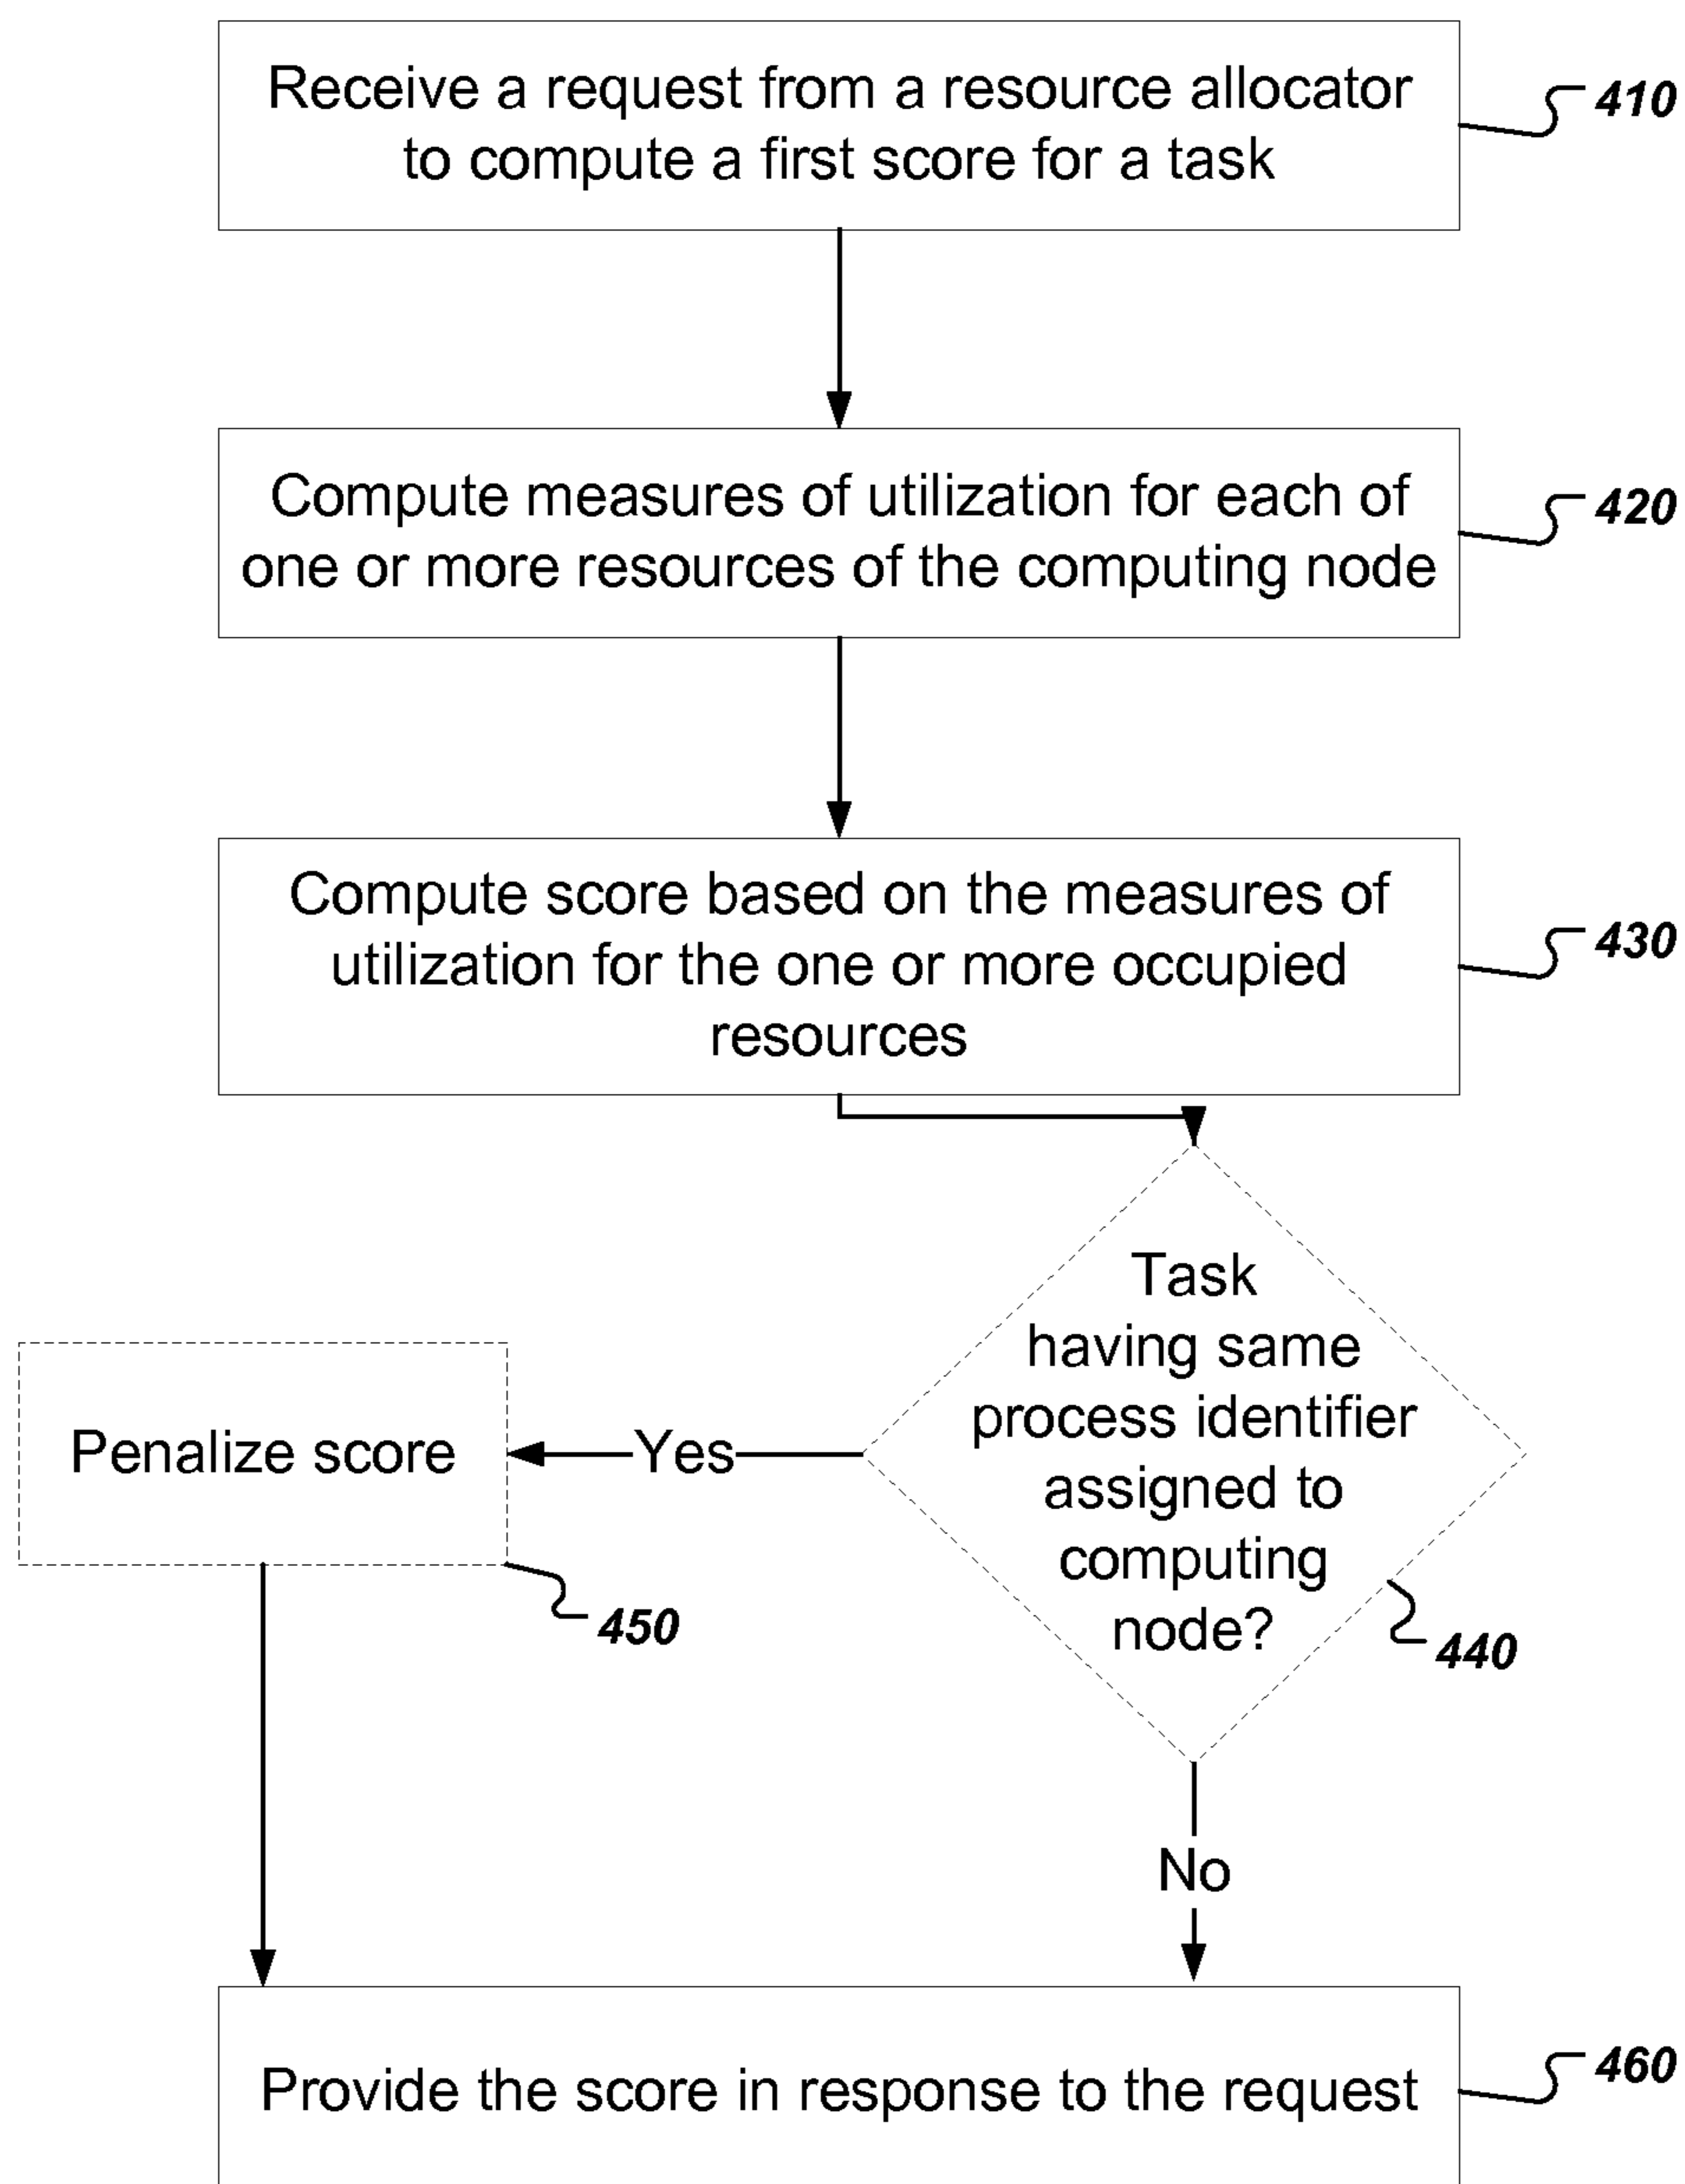 Receive a request from a resource allocator
to compute a first score for a task
410
Compute measures of utilization for each of
one or more resources of the computing node
420
Compute score based on the measures of
utilization for the one or more occupied
resources
430
Task
having same
process identifier
assigned to
computing
node?
440
Yes
Penalize score
450
No
Provide the score in response to the request
460